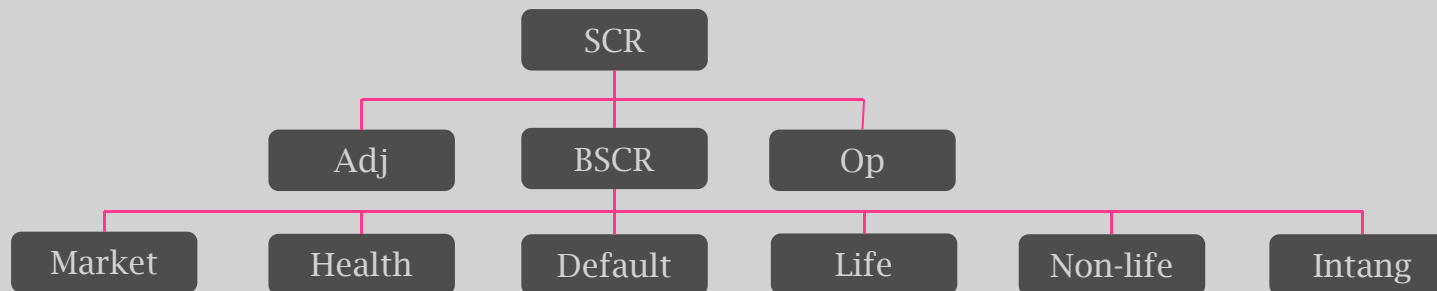 SCR
Adj
BSCR
Op
Market
Health
Default
Life
Non-life
Intang